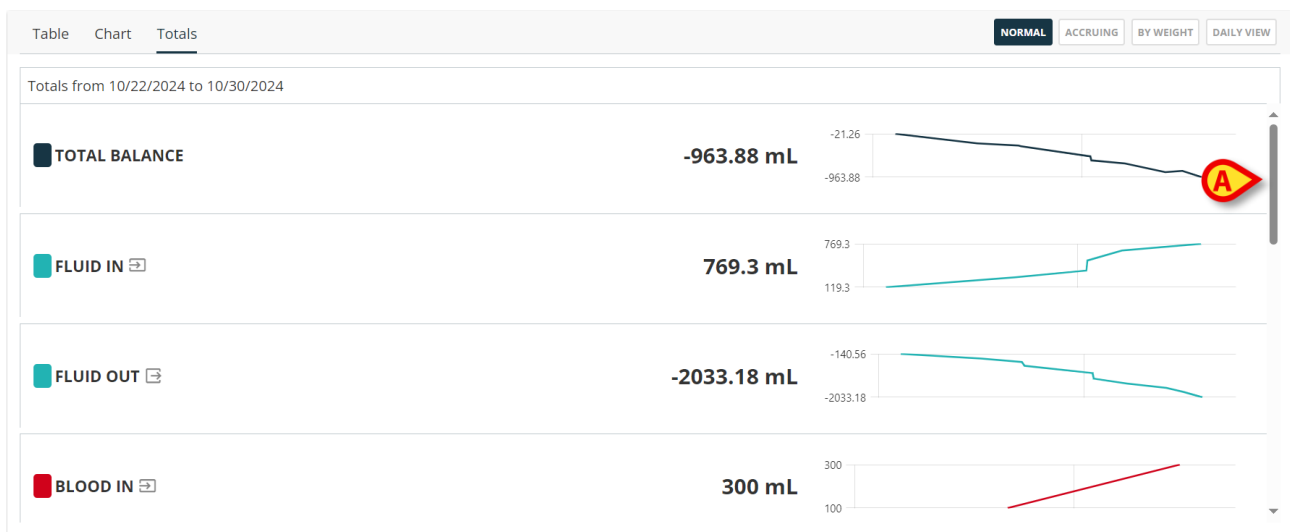 Table Chart Totals NORMAL ACCRUING BY WEIGHT DAILY VIEW
Totals from 10/22/2024 to 10/30/2024
TOTAL BALANCE -963.88 mL
-21.26
-963.88
A
FLUID IN 769.3 mL
769.3
119.3
FLUID OUT -2033.18 mL
-140.56
-2033.18
BLOOD IN 300 mL
300
100